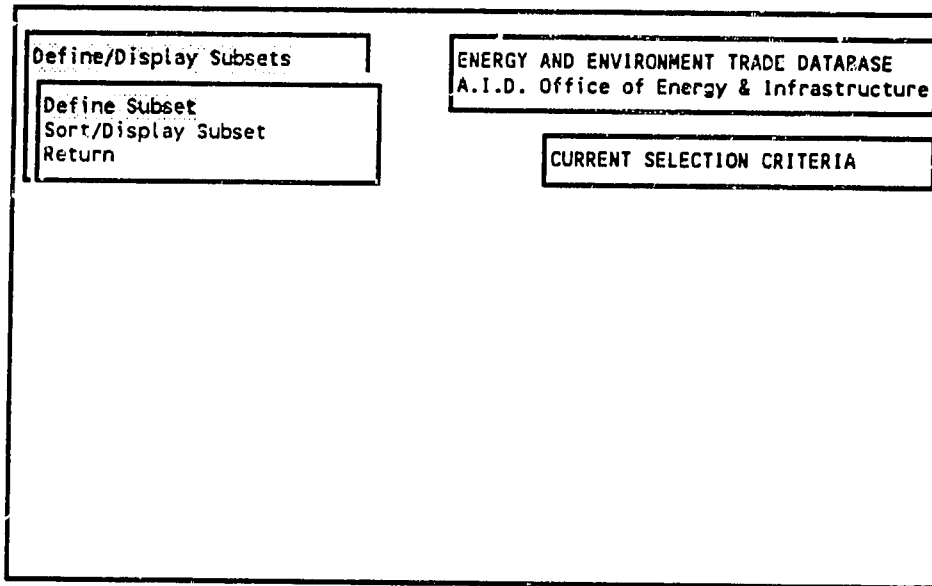 Define/Display Subsets
Define Subset
Sort/Display Subset
Return
ENERGY AND ENVIRONMENT TRADE DATABASE
A.I.D. Office of Energy & Infrastructure
CURRENT SELECTION CRITERIA